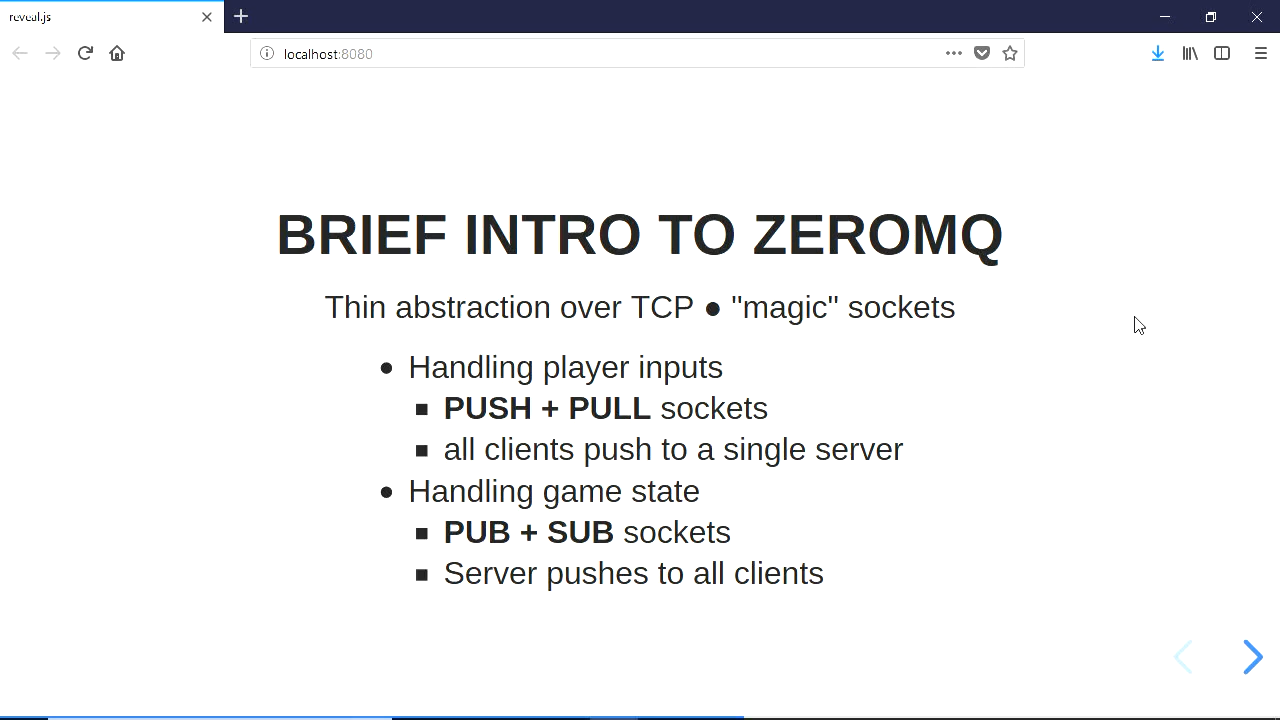 reveal.js
localhost:8080
BRIEF INTRO TO ZEROMQ
Thin abstraction over TCP ● "magic" sockets
• Handling player inputs
▪ PUSH + PULL sockets
▪ all clients push to a single server
• Handling game state
▪ PUB + SUB sockets
▪ Server pushes to all clients